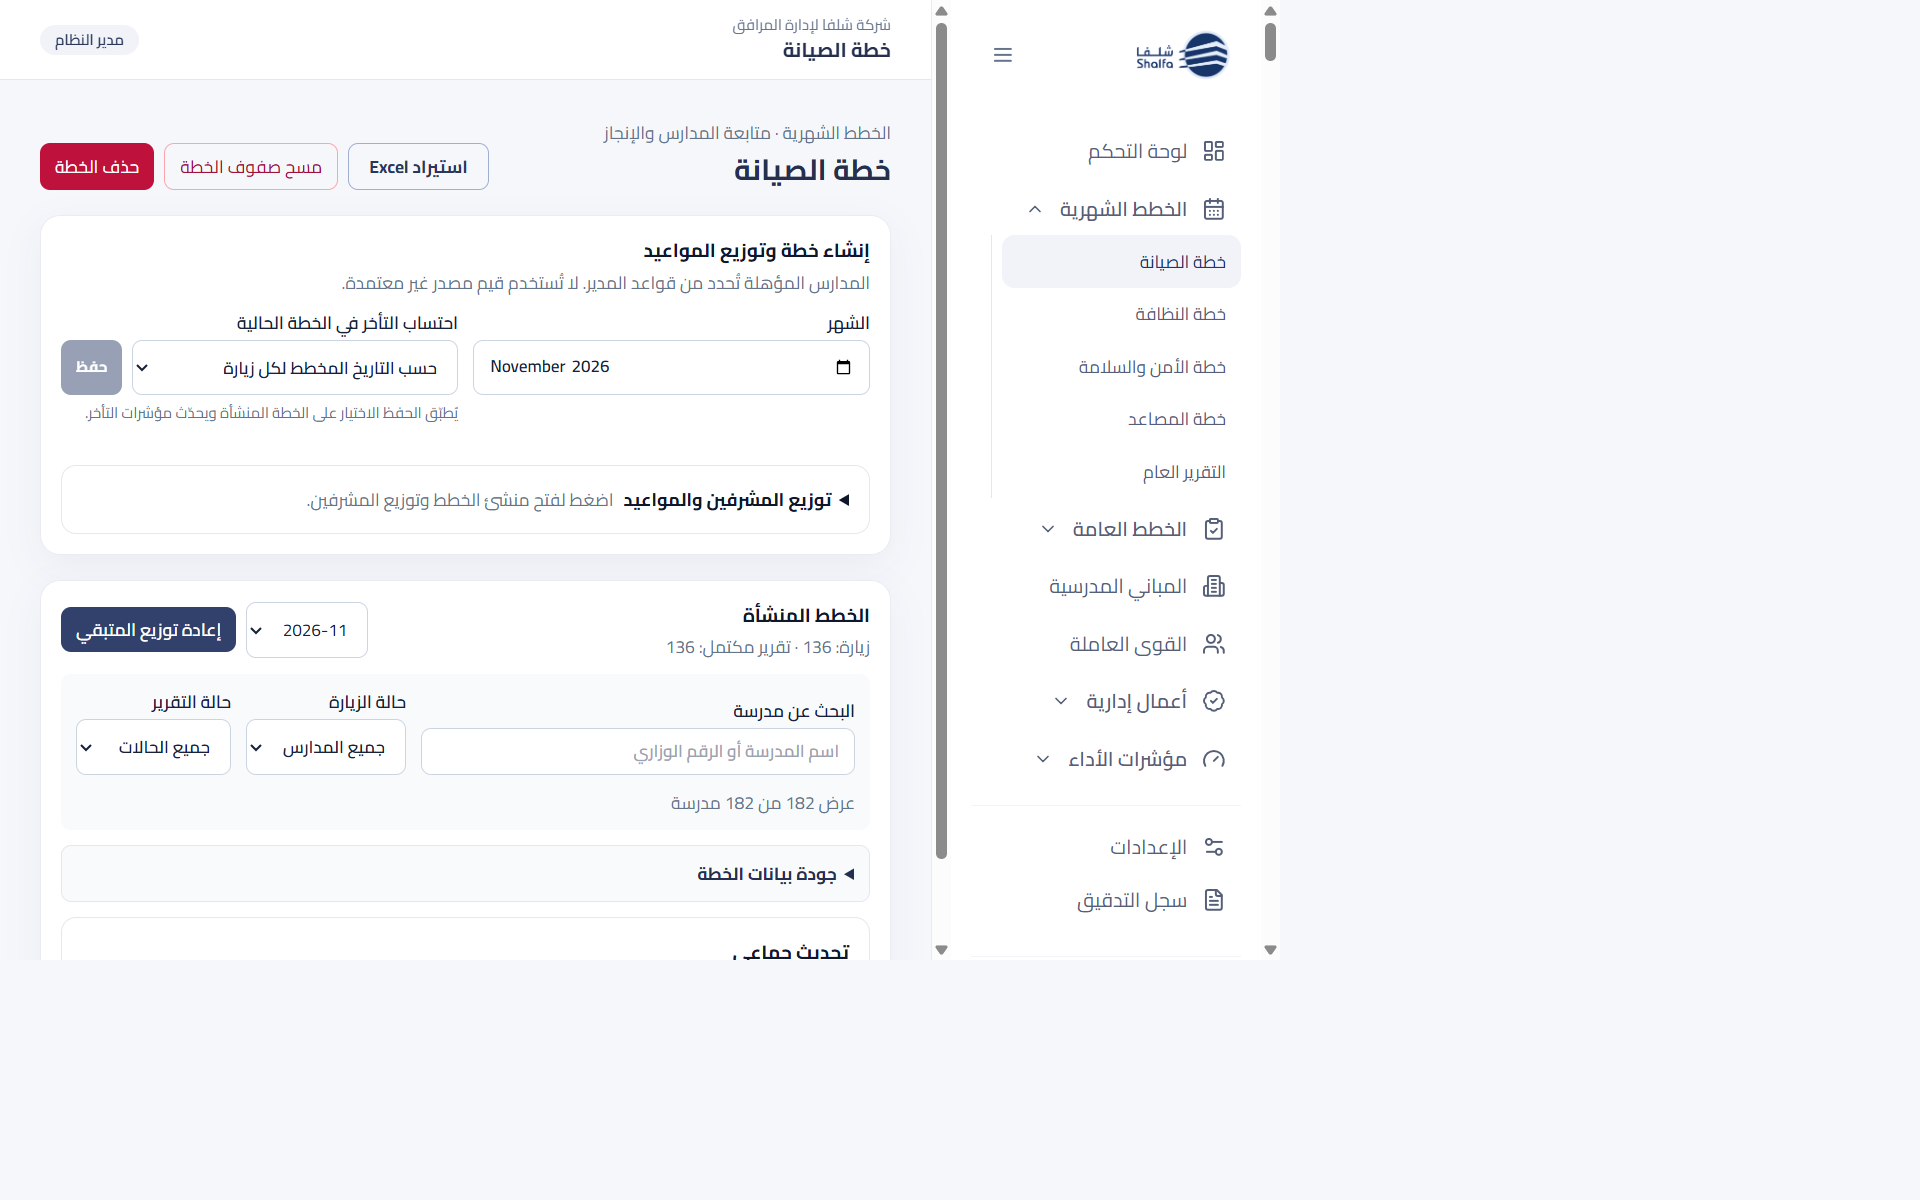 شلفا
Shalfa
لوحة التحكم
الخطط الشهرية
خطة الصيانة
خطة النظافة
خطة الأمن والسلامة
خطة المصاعد
التقرير العام
الخطط العامة
المباني المدرسية
القوى العاملة
أعمال إدارية
مؤشرات الأداء
الإعدادات
سجل التدقيق
شركة شلفا لإدارة المرافق
خطة الصيانة
مدير النظام
الخطط الشهرية · متابعة المدارس والإنجاز
خطة الصيانة
استيراد Excel
مسح صفوف الخطة
حذف الخطة
إنشاء خطة وتوزيع المواعيد
المدارس المؤهلة تُحدد من قواعد المدير. لا تُستخدم قيم مصدر غير معتمدة.
الشهر
November 2026
احتساب التأخر في الخطة الحالية
حسب التاريخ المخطط لكل زيارة
حفظ
يُطبّق الحفظ الاختيار على الخطة المنشأة ويحدّث مؤشرات التأخر.
توزيع المشرفين والمواعيد اضغط لفتح منشئ الخطط وتوزيع المشرفين.
الخطط المنشأة
زيارة: 136 · تقرير مكتمل: 136
2026-11
إعادة توزيع المتبقي
البحث عن مدرسة
اسم المدرسة أو الرقم الوزاري
حالة الزيارة
جميع المدارس
حالة التقرير
جميع الحالات
عرض 182 من 182 مدرسة
جودة بيانات الخطة
تحديث جماعي